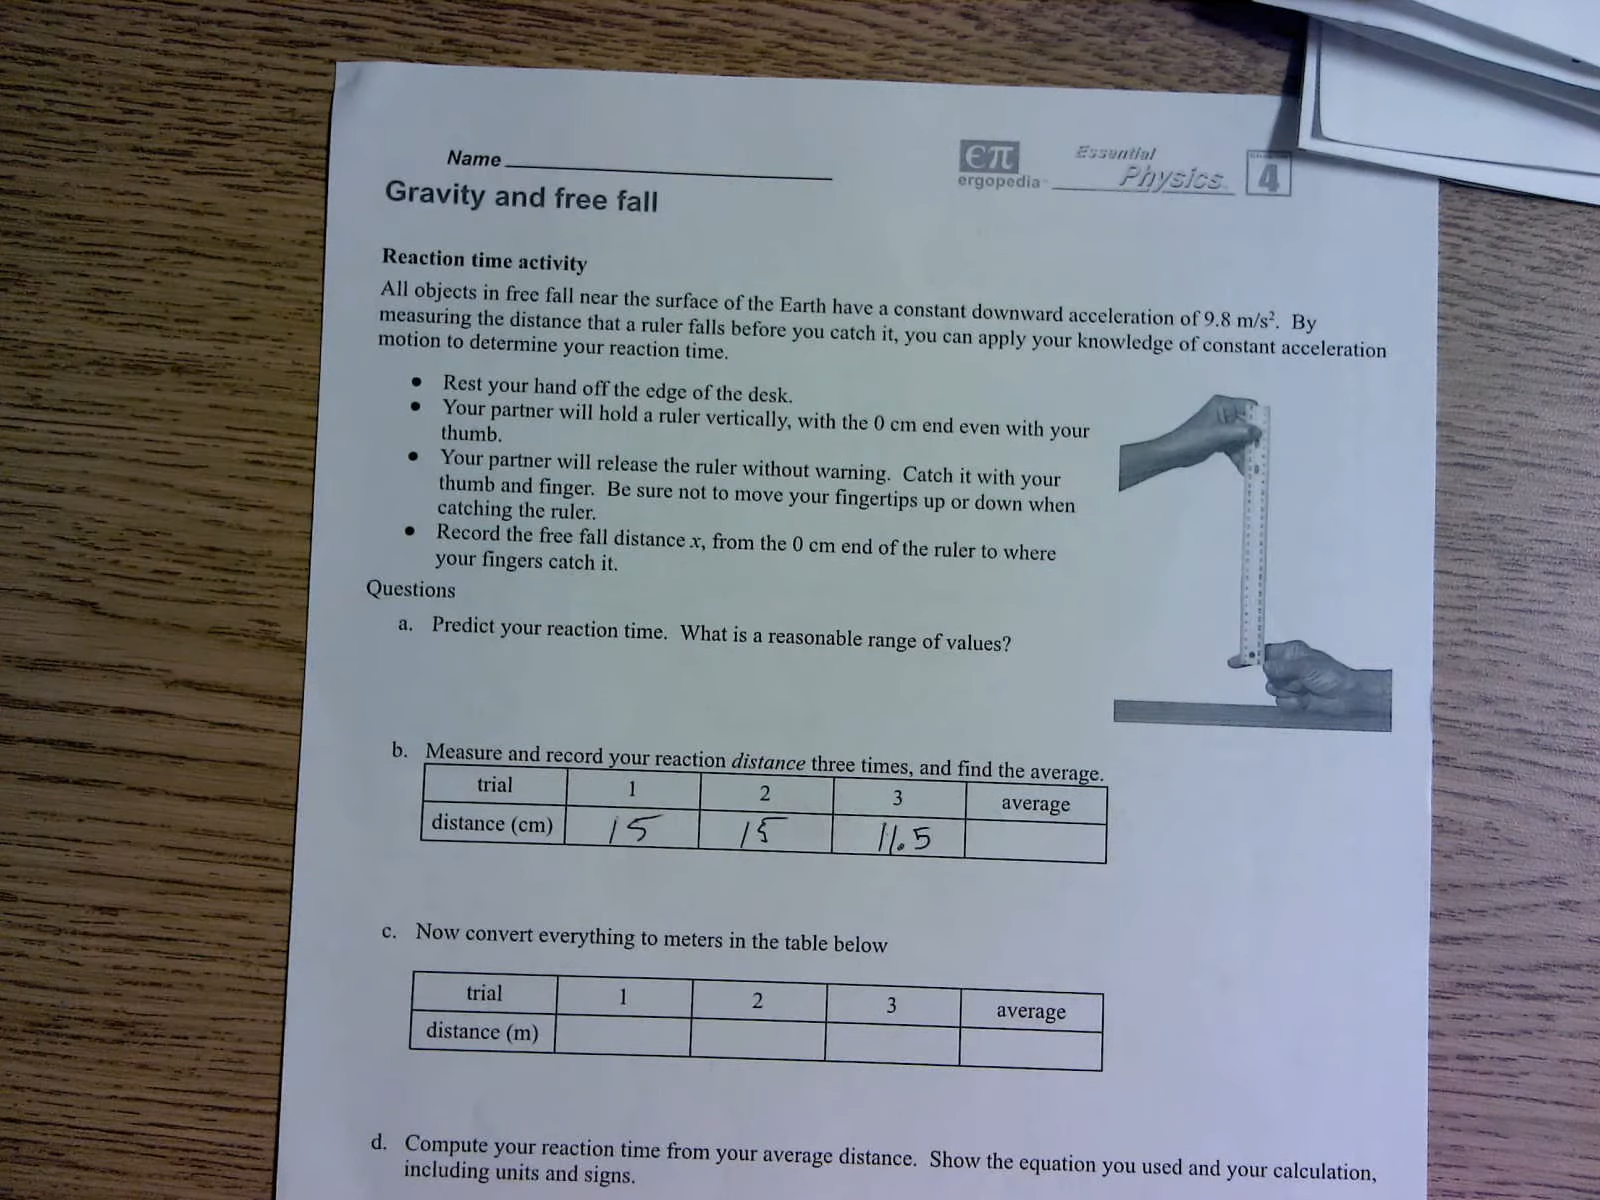 Name
єπ
ergopedia
Essential
Physics
4
Gravity and free fall
Reaction time activity
All objects in free fall near the surface of the Earth have a constant downward acceleration of 9.8 m/s². By
measuring the distance that a ruler falls before you catch it, you can apply your knowledge of constant acceleration
motion to determine your reaction time.
• Rest your hand off the edge of the desk.
• Your partner will hold a ruler vertically, with the 0 cm end even with your
thumb.
• Your partner will release the ruler without warning. Catch it with your
thumb and finger. Be sure not to move your fingertips up or down when
catching the ruler.
• Record the free fall distance x, from the 0 cm end of the ruler to where
your fingers catch it.
Questions
a. Predict your reaction time. What is a reasonable range of values?
b. Measure and record your reaction distance three times, and find the average.
trial 1 2 3 average
distance (cm) 15 15 11.5
c. Now convert everything to meters in the table below
trial 1 2 3 average
distance (m)
d. Compute your reaction time from your average distance. Show the equation you used and your calculation,
including units and signs.